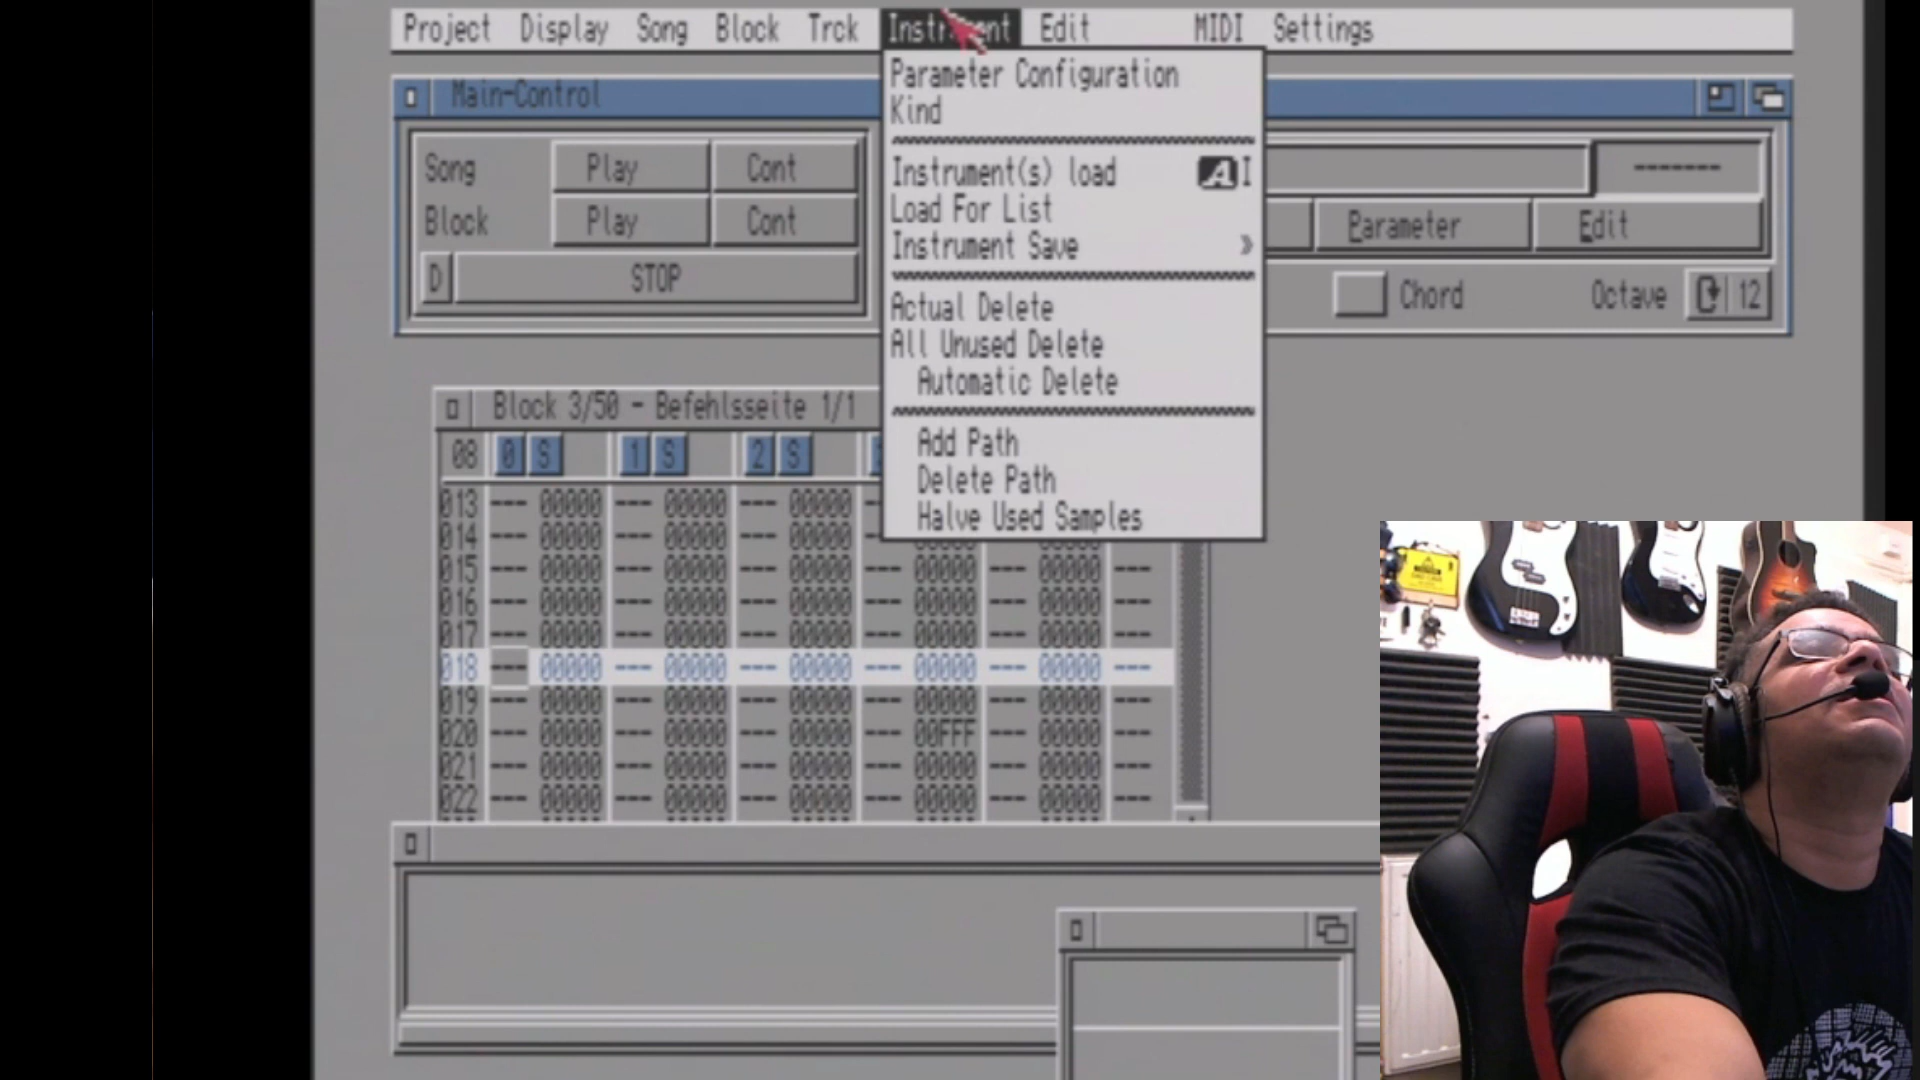 Project Display Song Block Trck Instrument Edit MIDI Settings
Parameter Configuration
Kind
Instrument(s) load A I
Load For List
Instrument Save »
Actual Delete
All Unused Delete
Automatic Delete
Add Path
Delete Path
Halve Used Samples
Main-Control
Song Play Cont
Block Play Cont
D STOP
-------
Parameter Edit
Chord Octave 12
Block 3/50 - Befehlsseite 1/1
08 0 S 1 S 2 S
013 --- 00000 --- 00000 --- 00000
014 --- 00000 --- 00000 --- 00000
015 --- 00000 --- 00000 --- 00000 --- 00000 --- 00000 ---
016 --- 00000 --- 00000 --- 00000 --- 00000 --- 00000 ---
017 --- 00000 --- 00000 --- 00000 --- 00000 --- 00000 ---
018 --- 00000 --- 00000 --- 00000 --- 00000 --- 00000 ---
019 --- 00000 --- 00000 --- 00000 --- 00000 --- 00000 ---
020 --- 00000 --- 00000 --- 00000 --- 00FFF --- 00000 ---
021 --- 00000 --- 00000 --- 00000 --- 00000 --- 00000 ---
022 --- 00000 --- 00000 --- 00000 --- 00000 --- 00000 ---